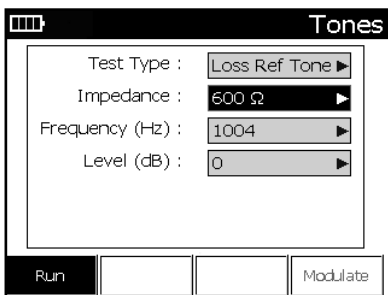 Tones
Test Type : Loss Ref Tone
Impedance : 600 Ω
Frequency (Hz) : 1004
Level (dB) : 0
Run Modulate